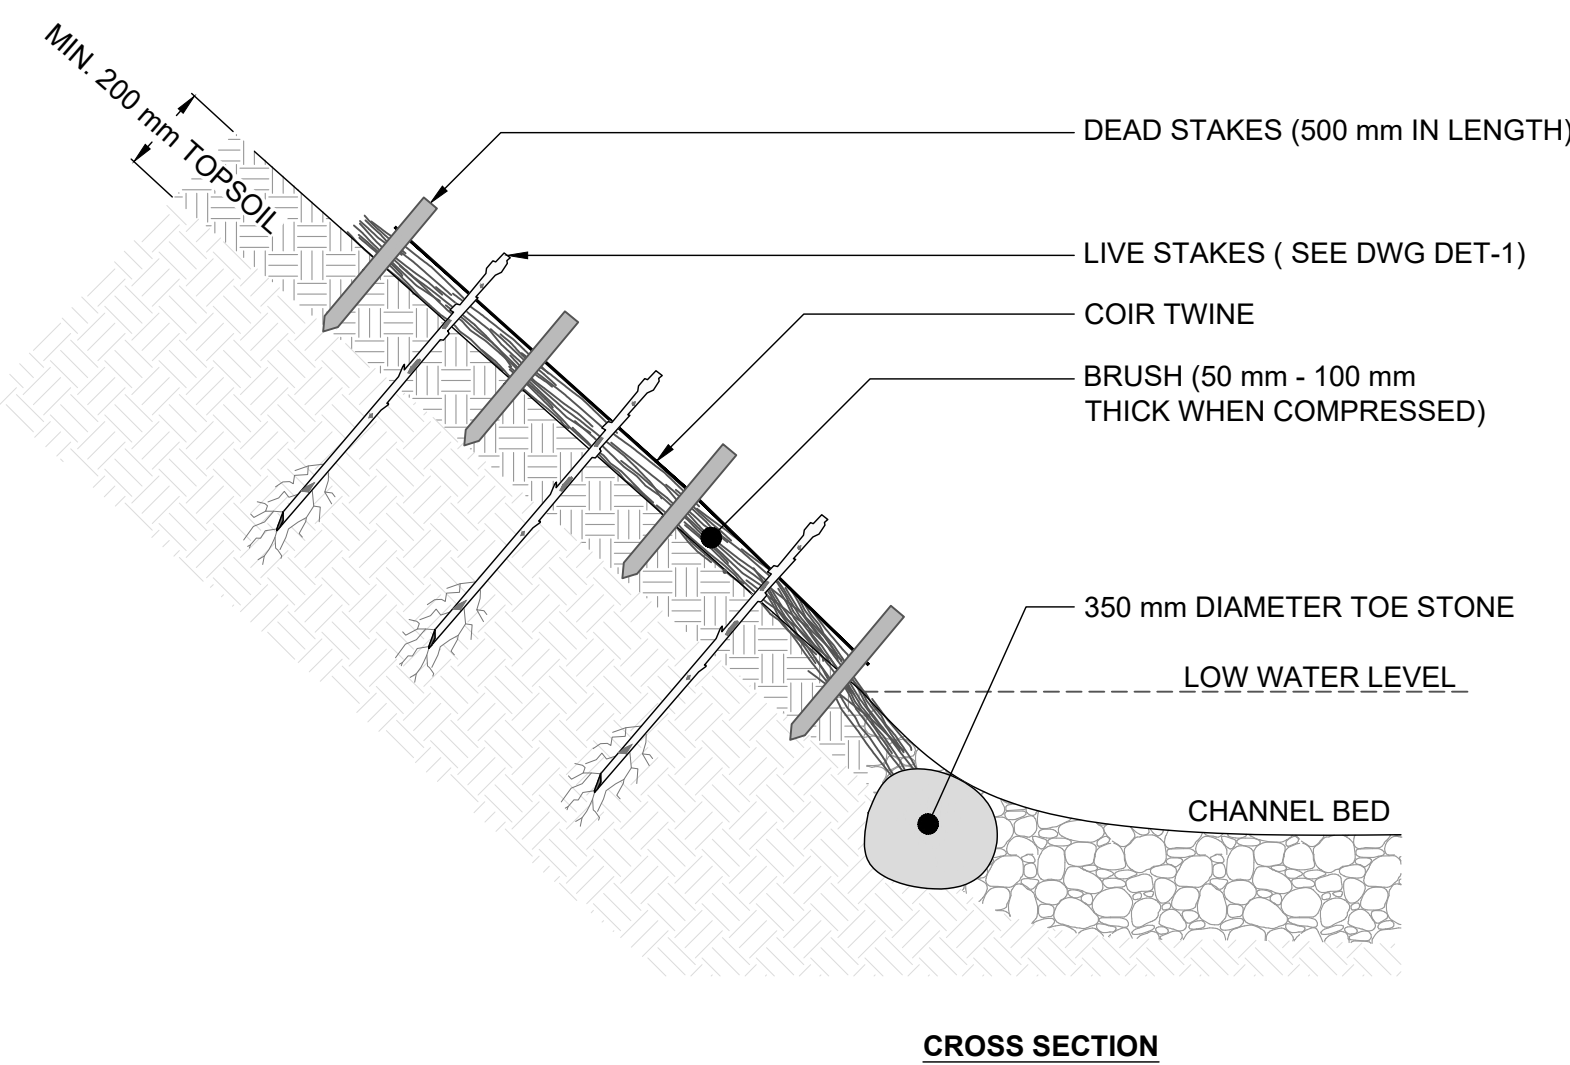 MIN. 200 mm TOPSOIL
DEAD STAKES (500 mm IN LENGTH)
LIVE STAKES ( SEE DWG DET-1)
COIR TWINE
BRUSH (50 mm - 100 mm
THICK WHEN COMPRESSED)
350 mm DIAMETER TOE STONE
LOW WATER LEVEL
CHANNEL BED
CROSS SECTION